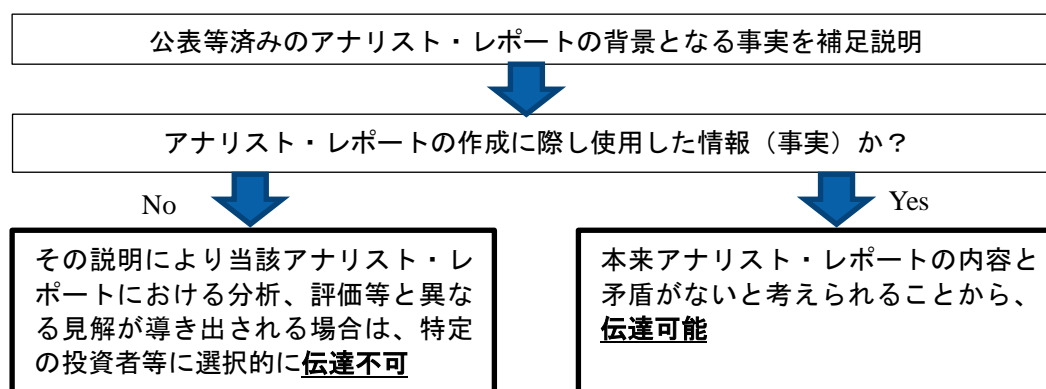 公表等済みのアナリスト・レポートの背景となる事実を補足説明
アナリスト・レポートの作成に際し使用した情報（事実）か？
No
Yes
その説明により当該アナリスト・レ
ポートにおける分析、評価等と異な
る見解が導き出される場合は、特定
の投資者等に選択的に伝達不可
本来アナリスト・レポートの内容と
矛盾がないと考えられることから、
伝達可能